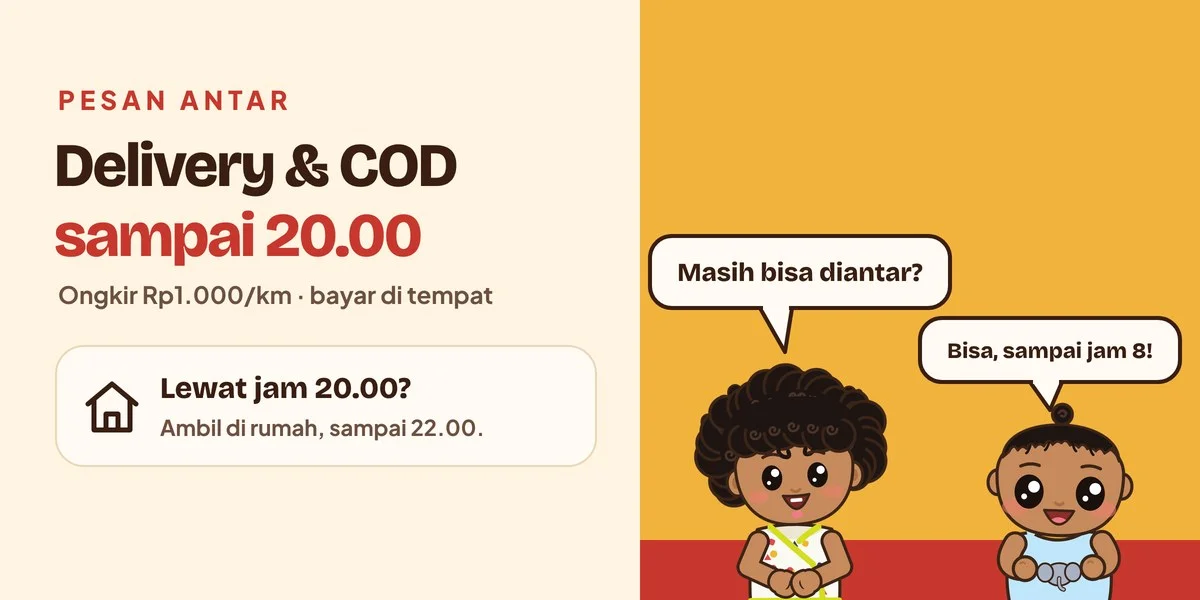 PESAN ANTAR
Delivery & COD
sampai 20.00
Ongkir Rp1.000/km · bayar di tempat
Lewat jam 20.00?
Ambil di rumah, sampai 22.00.
Masih bisa diantar?
Bisa, sampai jam 8!